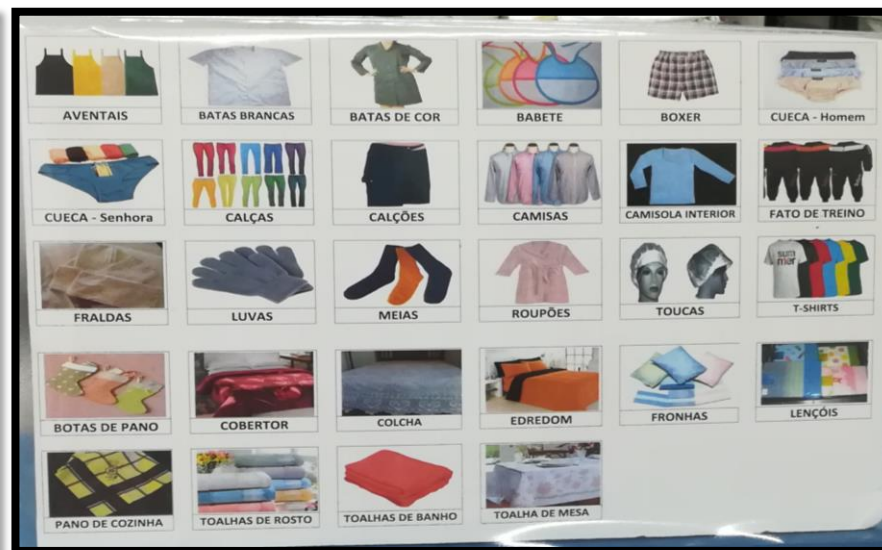 AVENTAIS
BATAS BRANCAS
BATAS DE COR
BABETE
BOXER
CUECA - Homem
CUECA - Senhora
CALÇAS
CALÇÕES
CAMISAS
CAMISOLA INTERIOR
FATO DE TREINO
FRALDAS
LUVAS
MEIAS
ROUPÕES
TOUCAS
sum
mer
T-SHIRTS
BOTAS DE PANO
COBERTOR
COLCHA
EDREDOM
FRONHAS
LENÇÓIS
PANO DE COZINHA
TOALHAS DE ROSTO
TOALHAS DE BANHO
TOALHA DE MESA